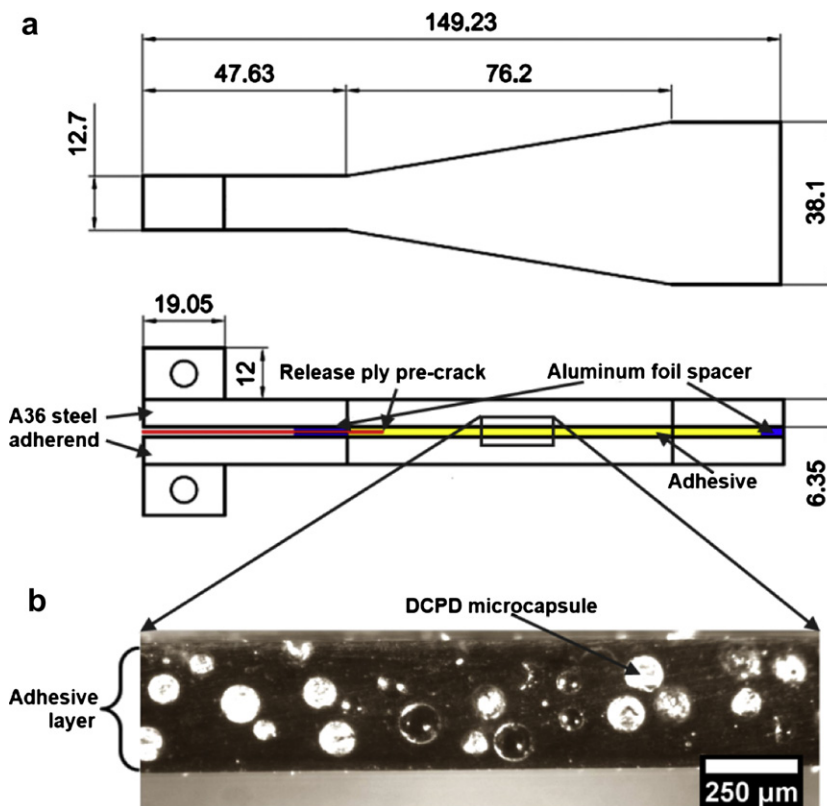 a
149.23
47.63
76.2
12.7
38.1
19.05
12
Release ply pre-crack
Aluminum foil spacer
A36 steel
adherend
Adhesive
6.35
b
DCPD microcapsule
Adhesive
layer
250 µm